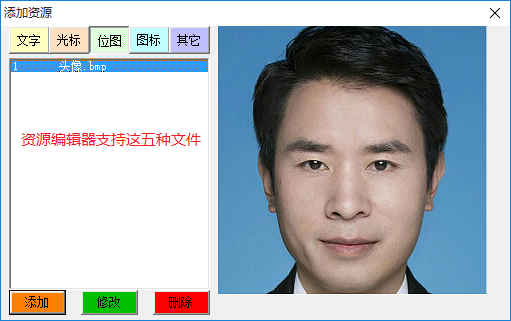 添加资源
文字 光标 位图 图标 其它
1 头像.bmp
资源编辑器支持这五种文件
添加 修改 删除